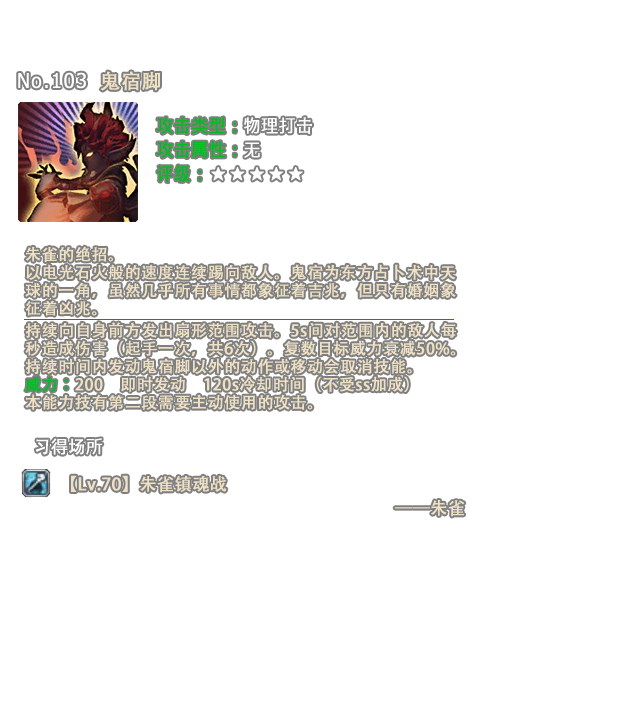 No.103 鬼宿脚
攻击类型：物理打击
攻击属性：无
评级：☆☆☆☆☆
朱雀的绝招。
以电光石火般的速度连续踢向敌人。鬼宿为东方占卜术中天
球的一角，虽然几乎所有事情都象征着吉兆，但只有婚姻象
征着凶兆。
持续向自身前方发出扇形范围攻击。5s间对范围内的敌人每
秒造成伤害（起手一次，共6次）。复数目标威力衰减50%。
持续时间内发动鬼宿脚以外的动作或移动会取消技能。
威力：200 即时发动 120s冷却时间（不受ss加成）
本能力技有第二段需要主动使用的攻击。
习得场所
【Lv.70】朱雀镇魂战
——朱雀